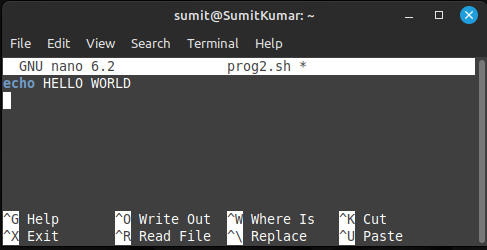 sumit@SumitKumar: ~
File Edit View Search Terminal Help
GNU nano 6.2 prog2.sh *
echo HELLO WORLD
^G Help ^O Write Out ^W Where Is ^K Cut
^X Exit ^R Read File ^\ Replace ^U Paste